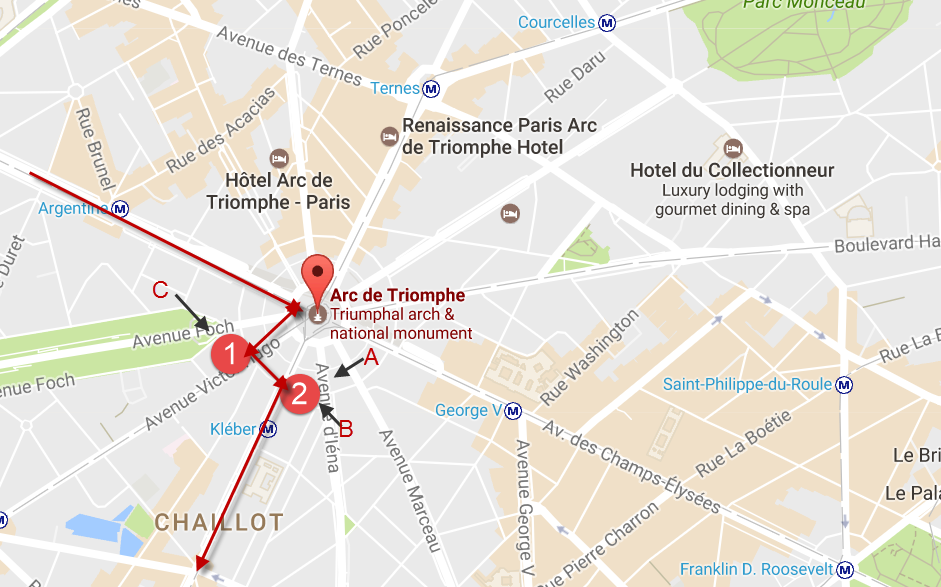 Parc Monceau
Courcelles M
Rue Poncele
Avenue des Ternes
Ternes M
Rue Daru
Rue Brunel
Rue des Acacias
Renaissance Paris Arc
de Triomphe Hotel
Hôtel Arc de
Triomphe - Paris
Hotel du Collectionneur
Luxury lodging with
gourmet dining & spa
Argentine M
Duret
Boulevard Ha
C
Arc de Triomphe
Triumphal arch &
national monument
Avenue Foch
1
A
Rue Washington
Rue La B
enue Foch
Avenue Victor Hugo
2
Saint-Philippe-du-Roule M
B
George V M
Kléber M
Avenue d'Iéna
Avenue Marceau
Av. des Champs-Élysées
Rue La Boétie
Le Bri
Le Pala
Avenue George V
CHAILLOT
M
Rue Pierre Charron
Franklin D. Roosevelt M